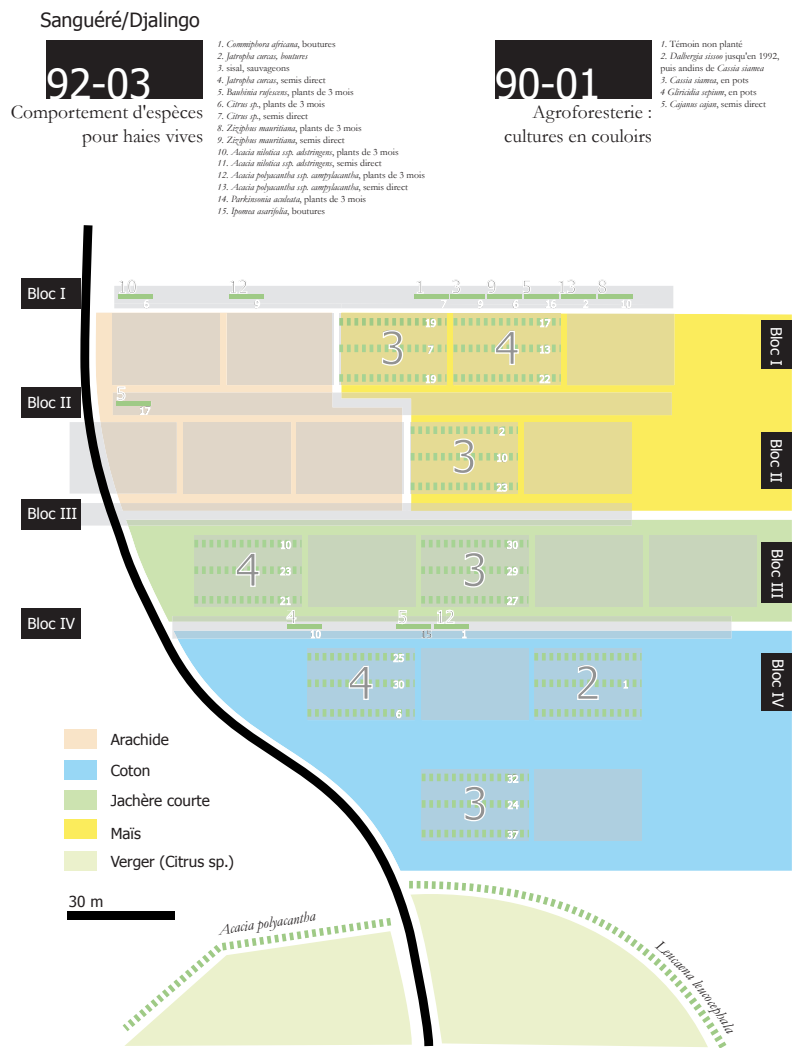 Sanguéré/Djalingo
92-03
Comportement d'espèces
pour haies vives
1. Commiphora africana, boutures
2. Jatropha curcas, boutures
3. sisal, sauvageons
4. Jatropha curcas, semis direct
5. Bauhinia rufescens, plants de 3 mois
6. Citrus sp., plants de 3 mois
7. Citrus sp., semis direct
8. Zizíphus mauritiana, plants de 3 mois
9. Zizíphus mauritiana, semis direct
10. Acacia nilotica ssp. adstringens, plants de 3 mois
11. Acacia nilotica ssp. adstringens, semis direct
12. Acacia polyacantha ssp. campylacantha, plants de 3 mois
13. Acacia polyacantha ssp. campylacantha, semis direct
14. Parkinsonia aculeata, plants de 3 mois
15. Ipomea asarifolia, boutures
90-01
Agroforesterie :
cultures en couloirs
1. Témoin non planté
2. Dalbergia sissoo jusqu'en 1992,
puis andins de Cassia siamea
3. Cassia siamea, en pots
4 Gliricidia sepium, en pots
5. Cajanus cajan, semis direct
Bloc I
10 12 1 3 9 5 13 8
6 9 7 9 6 16 2 10
Bloc I
19 17
3 4
7 13
19 22
Bloc II
5
17
Bloc II
2
3 10
23
Bloc III
Bloc III
10 30
4 23 3 29
21 27
Bloc IV
4 5 12
10 15 1
Bloc IV
25
4 30 2 1
6
32
3 24
37
Arachide
Coton
Jachère courte
Maïs
Verger (Citrus sp.)
30 m
Acacia polyacantha
Leucaena leucocephala